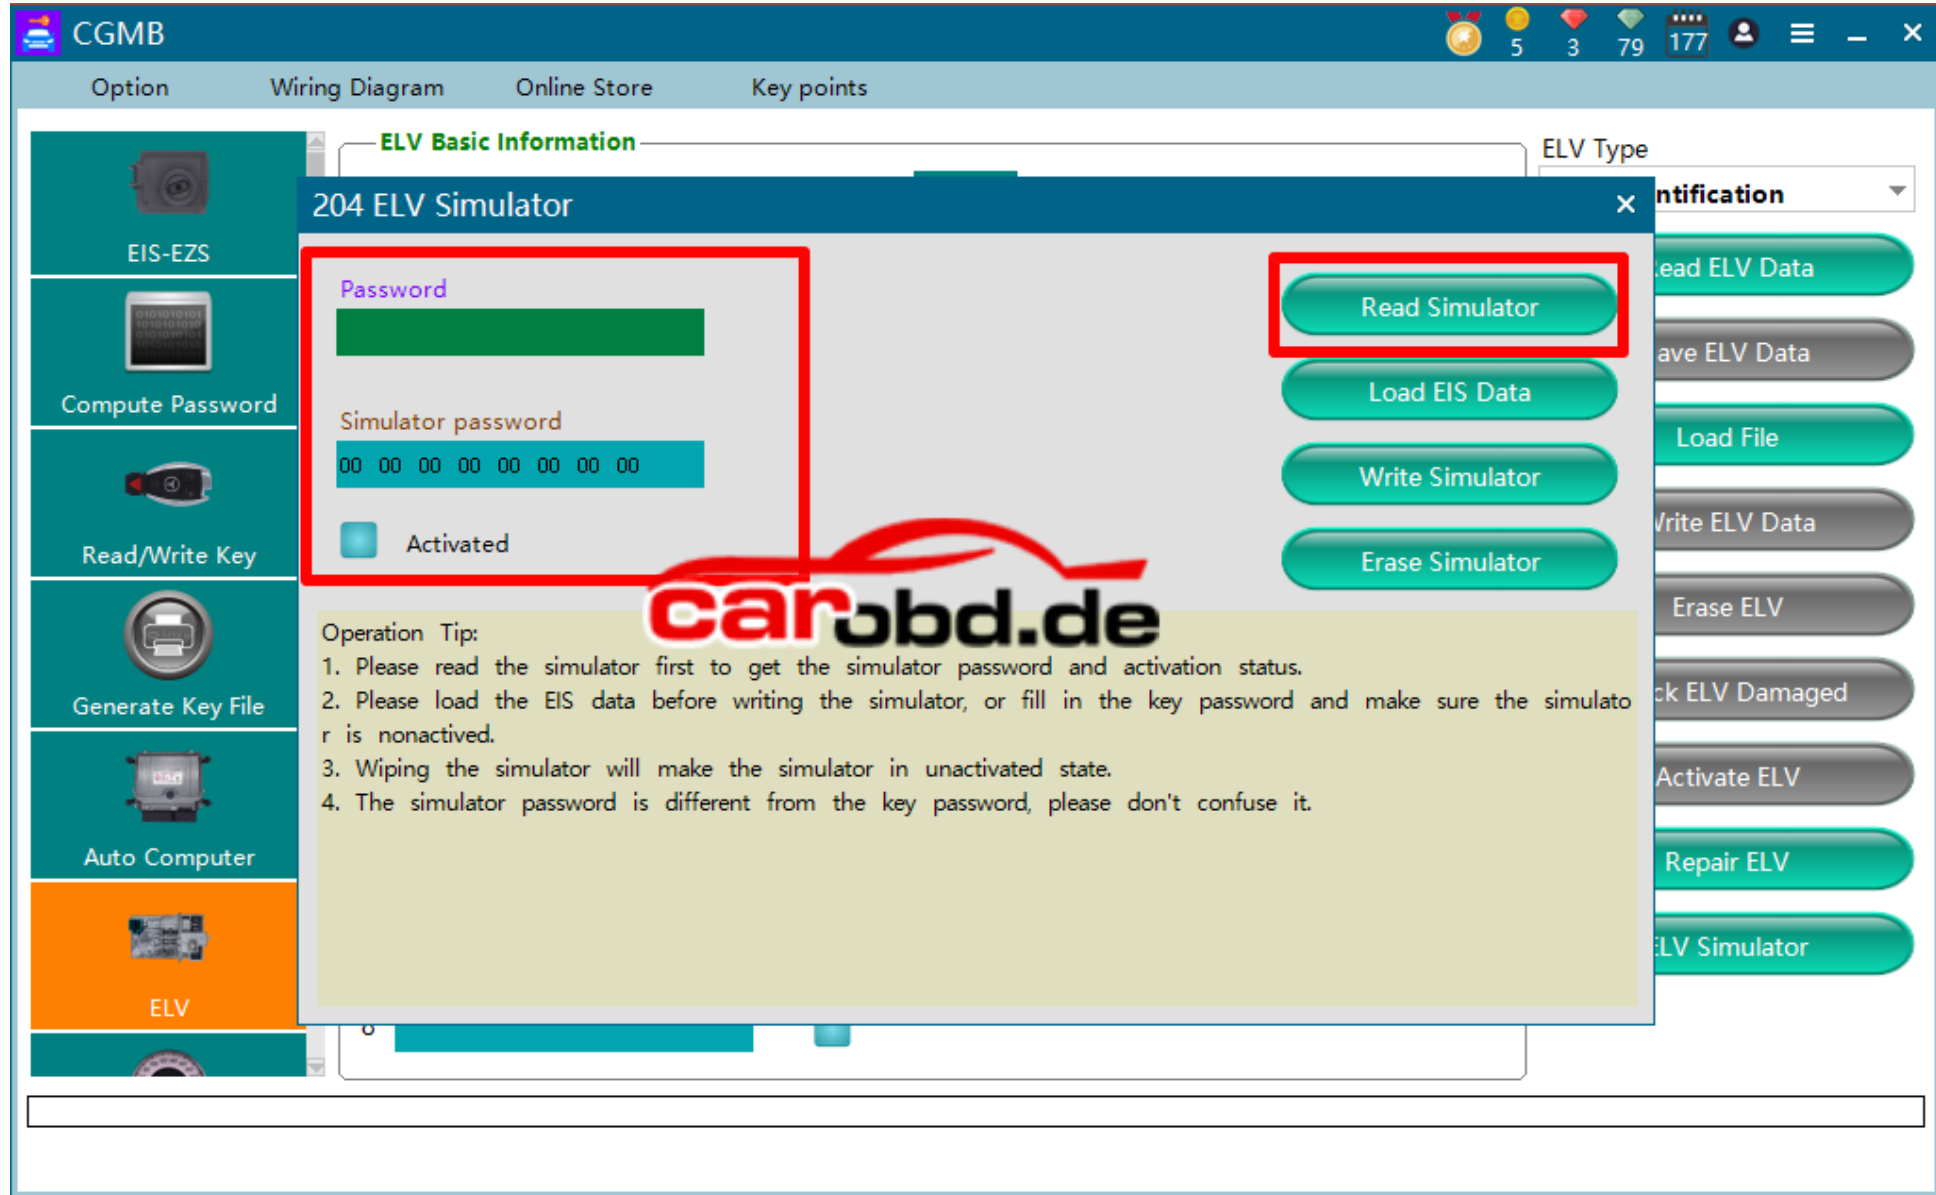 CGMB
5
3
79
177
Option
Wiring Diagram
Online Store
Key points
EIS-EZS
Compute Password
Read/Write Key
Generate Key File
Auto Computer
ELV
ELV Basic Information
ELV Type
ntification
204 ELV Simulator
Password
Simulator password
00 00 00 00 00 00 00 00
Activated
Read Simulator
Load EIS Data
Write Simulator
Erase Simulator
carobd.de
Operation Tip:
1. Please read the simulator first to get the simulator password and activation status.
2. Please load the EIS data before writing the simulator, or fill in the key password and make sure the simulato
r is nonactived.
3. Wiping the simulator will make the simulator in unactivated state.
4. The simulator password is different from the key password, please don't confuse it.
ead ELV Data
ave ELV Data
Load File
rite ELV Data
Erase ELV
ck ELV Damaged
Activate ELV
Repair ELV
ELV Simulator